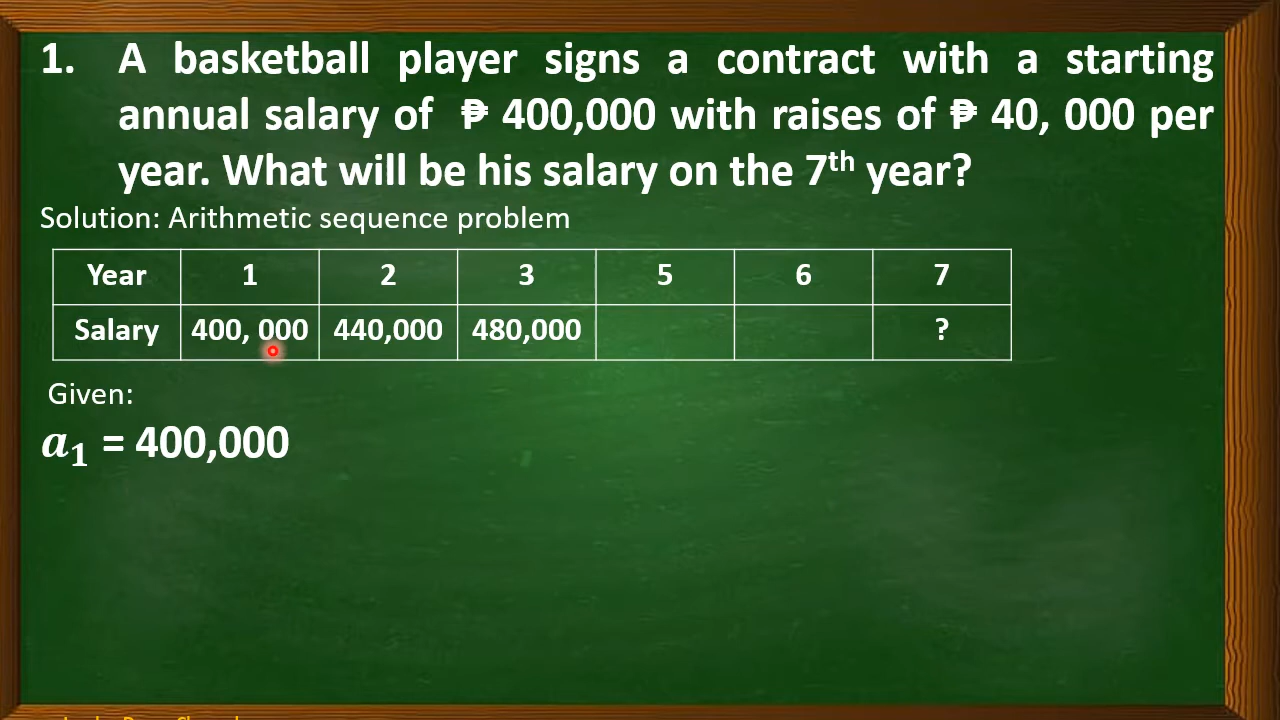 1. A basketball player signs a contract with a starting
annual salary of ₱ 400,000 with raises of ₱ 40, 000 per
year. What will be his salary on the 7th year?
Solution: Arithmetic sequence problem
Year 1 2 3 5 6 7
Salary 400, 000 440,000 480,000 ?
Given:
a₁ = 400,000